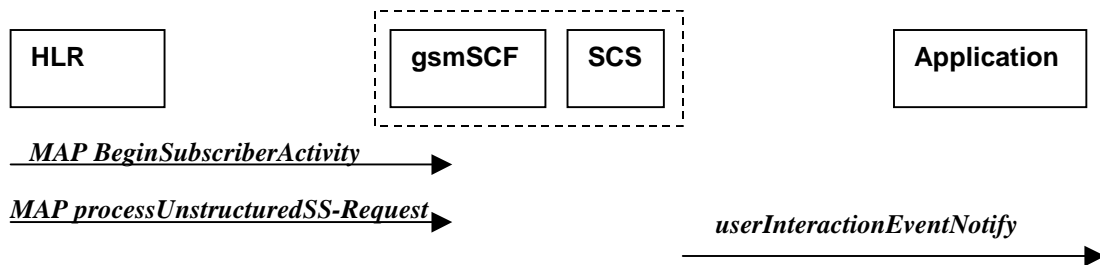 HLR gsmSCF SCS Application
MAP BeginSubscriberActivity
MAP processUnstructuredSS-Request
userInteractionEventNotify